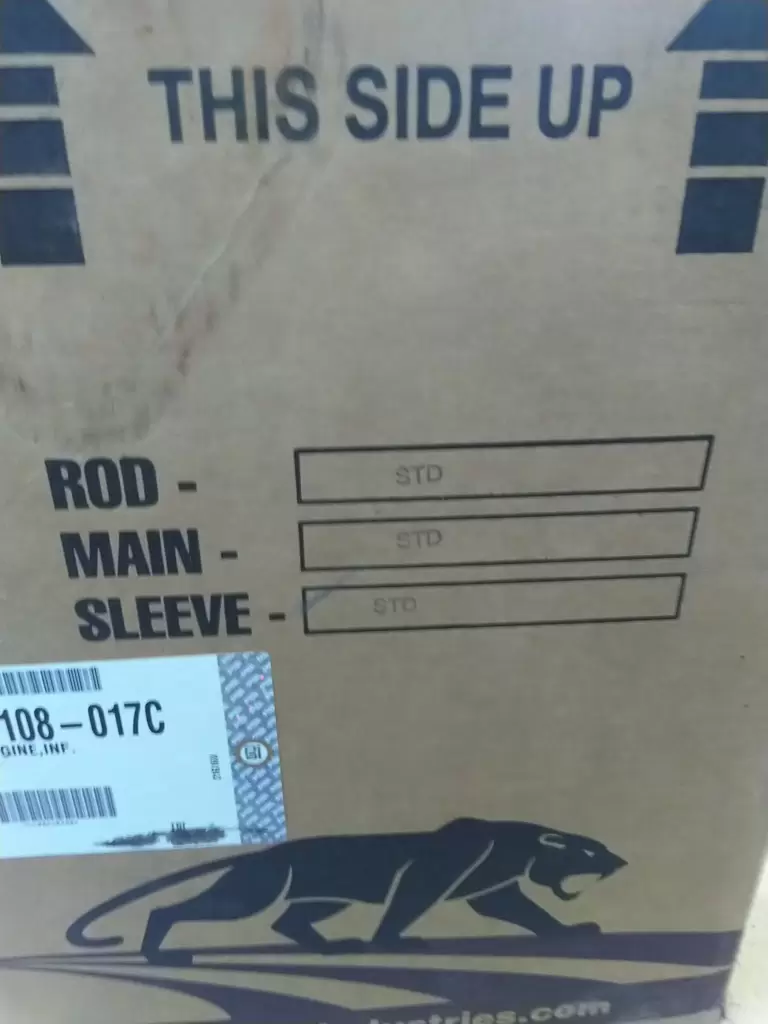 THIS SIDE UP
ROD - STD
MAIN - STD
SLEEVE - STD
108-017C
GINE,INF.